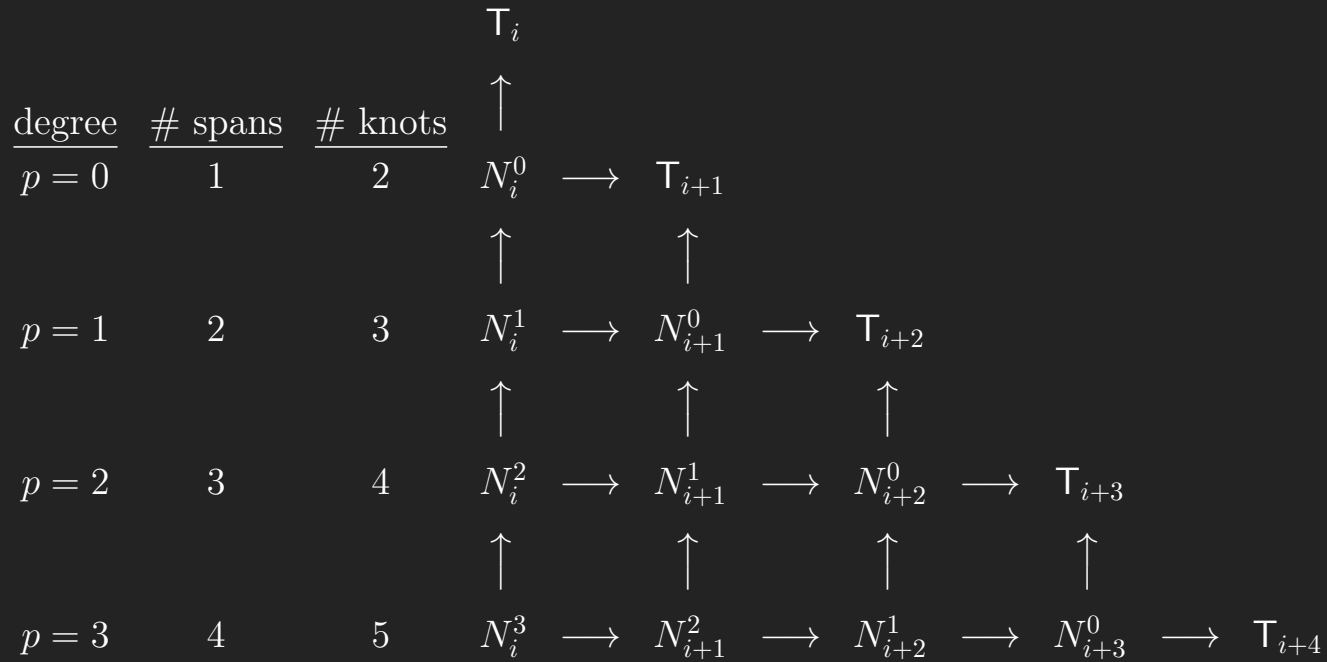 T_i
↑
degree # spans # knots
p = 0 1 2 N_i^0 ⟶ T_{i+1}
↑ ↑
p = 1 2 3 N_i^1 ⟶ N_{i+1}^0 ⟶ T_{i+2}
↑ ↑ ↑
p = 2 3 4 N_i^2 ⟶ N_{i+1}^1 ⟶ N_{i+2}^0 ⟶ T_{i+3}
↑ ↑ ↑ ↑
p = 3 4 5 N_i^3 ⟶ N_{i+1}^2 ⟶ N_{i+2}^1 ⟶ N_{i+3}^0 ⟶ T_{i+4}